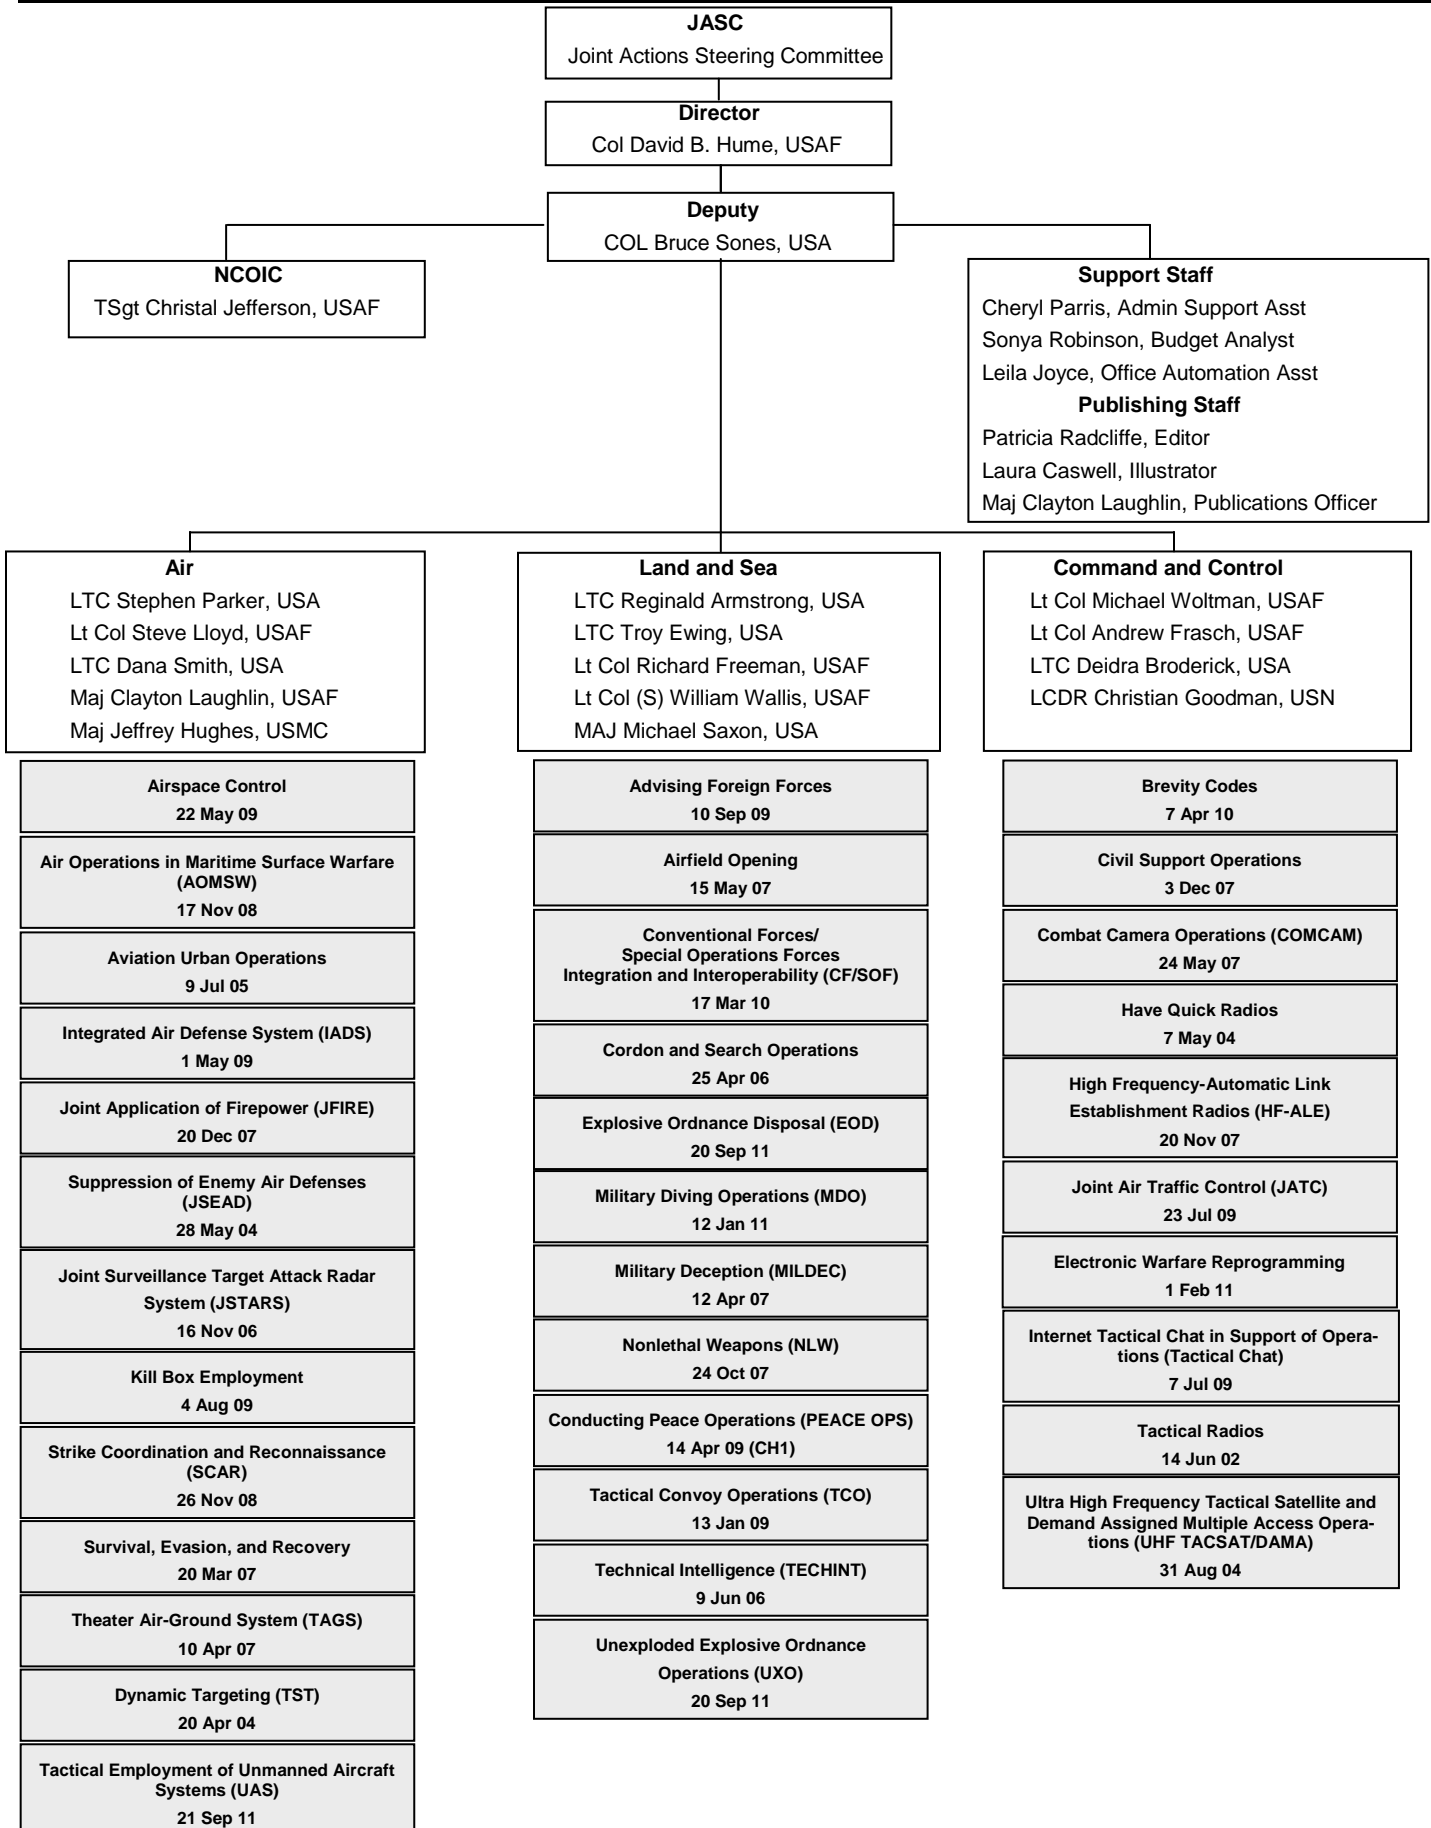 JASC
Joint Actions Steering Committee
Director
Col David B. Hume, USAF
Deputy
COL Bruce Sones, USA
NCOIC
TSgt Christal Jefferson, USAF
Support Staff
Cheryl Parris, Admin Support Asst
Sonya Robinson, Budget Analyst
Leila Joyce, Office Automation Asst
Publishing Staff
Patricia Radcliffe, Editor
Laura Caswell, Illustrator
Maj Clayton Laughlin, Publications Officer
Air
LTC Stephen Parker, USA
Lt Col Steve Lloyd, USAF
LTC Dana Smith, USA
Maj Clayton Laughlin, USAF
Maj Jeffrey Hughes, USMC
Airspace Control
22 May 09
Air Operations in Maritime Surface Warfare
(AOMSW)
17 Nov 08
Aviation Urban Operations
9 Jul 05
Integrated Air Defense System (IADS)
1 May 09
Joint Application of Firepower (JFIRE)
20 Dec 07
Suppression of Enemy Air Defenses
(JSEAD)
28 May 04
Joint Surveillance Target Attack Radar
System (JSTARS)
16 Nov 06
Kill Box Employment
4 Aug 09
Strike Coordination and Reconnaissance
(SCAR)
26 Nov 08
Survival, Evasion, and Recovery
20 Mar 07
Theater Air-Ground System (TAGS)
10 Apr 07
Dynamic Targeting (TST)
20 Apr 04
Tactical Employment of Unmanned Aircraft
Systems (UAS)
21 Sep 11
Land and Sea
LTC Reginald Armstrong, USA
LTC Troy Ewing, USA
Lt Col Richard Freeman, USAF
Lt Col (S) William Wallis, USAF
MAJ Michael Saxon, USA
Advising Foreign Forces
10 Sep 09
Airfield Opening
15 May 07
Conventional Forces/
Special Operations Forces
Integration and Interoperability (CF/SOF)
17 Mar 10
Cordon and Search Operations
25 Apr 06
Explosive Ordnance Disposal (EOD)
20 Sep 11
Military Diving Operations (MDO)
12 Jan 11
Military Deception (MILDEC)
12 Apr 07
Nonlethal Weapons (NLW)
24 Oct 07
Conducting Peace Operations (PEACE OPS)
14 Apr 09 (CH1)
Tactical Convoy Operations (TCO)
13 Jan 09
Technical Intelligence (TECHINT)
9 Jun 06
Unexploded Explosive Ordnance
Operations (UXO)
20 Sep 11
Command and Control
Lt Col Michael Woltman, USAF
Lt Col Andrew Frasch, USAF
LTC Deidra Broderick, USA
LCDR Christian Goodman, USN
Brevity Codes
7 Apr 10
Civil Support Operations
3 Dec 07
Combat Camera Operations (COMCAM)
24 May 07
Have Quick Radios
7 May 04
High Frequency-Automatic Link
Establishment Radios (HF-ALE)
20 Nov 07
Joint Air Traffic Control (JATC)
23 Jul 09
Electronic Warfare Reprogramming
1 Feb 11
Internet Tactical Chat in Support of Opera-
tions (Tactical Chat)
7 Jul 09
Tactical Radios
14 Jun 02
Ultra High Frequency Tactical Satellite and
Demand Assigned Multiple Access Opera-
tions (UHF TACSAT/DAMA)
31 Aug 04